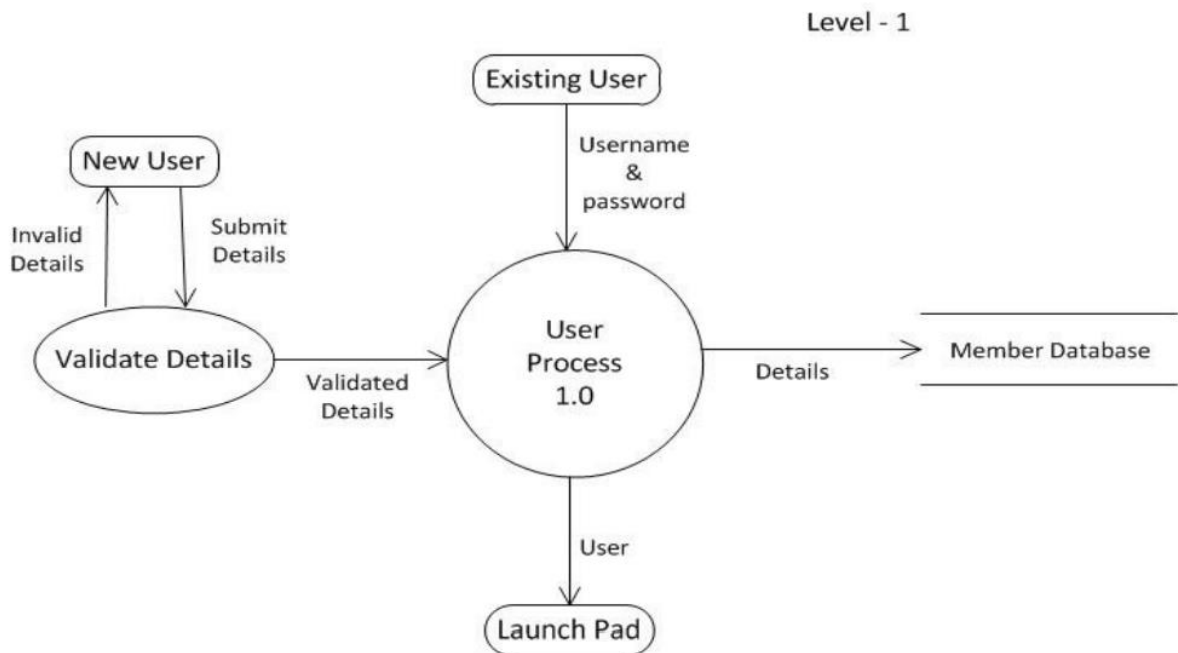 Level - 1
Existing User
Username
&
password
New User
Invalid
Details
Submit
Details
Validate Details
Validated
Details
User
Process
1.0
Details
Member Database
User
Launch Pad